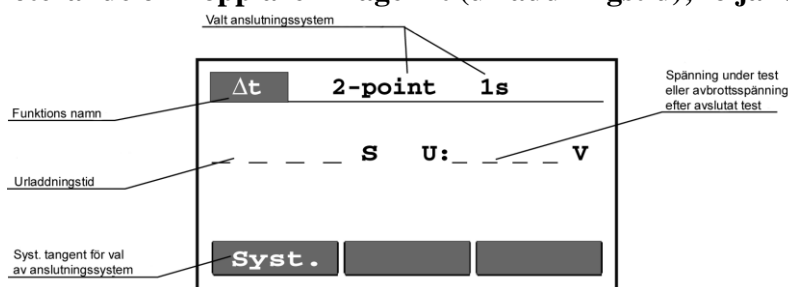 (urladdningstid),
Valt anslutningssystem
Δt 2-point 1s
Spänning under test
eller avbrottsspänning
efter avslutat test
Funktions namn
_ _ _ _ S U:_ _ _ _ V
Urladdningstid
Syst. tangent för val
av anslutningssystem
Syst.